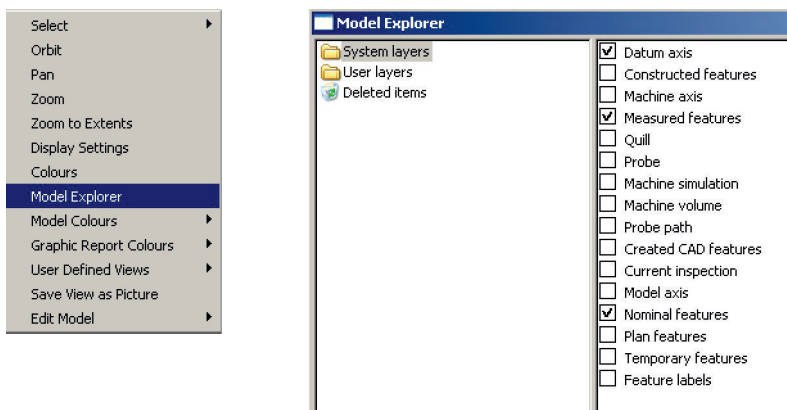 Select
Orbit
Pan
Zoom
Zoom to Extents
Display Settings
Colours
Model Explorer
Model Colours
Graphic Report Colours
User Defined Views
Save View as Picture
Edit Model
Model Explorer
System layers
User layers
Deleted items
Datum axis
Constructed features
Machine axis
Measured features
Quill
Probe
Machine simulation
Machine volume
Probe path
Created CAD features
Current inspection
Model axis
Nominal features
Plan features
Temporary features
Feature labels